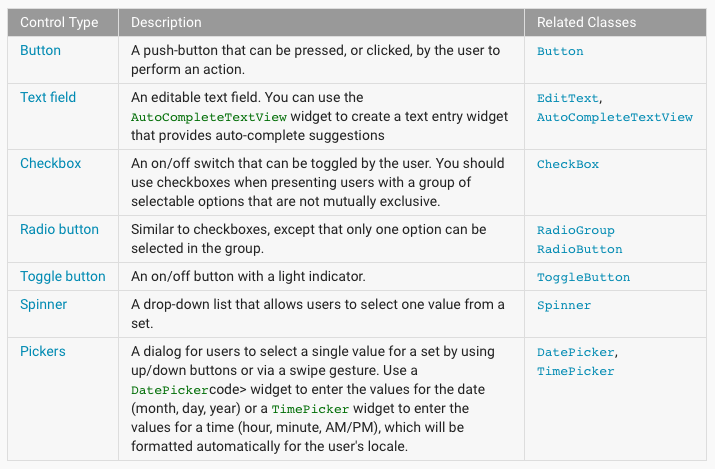 Control Type Description Related Classes
Button A push-button that can be pressed, or clicked, by the user to Button
perform an action.
Text field An editable text field. You can use the EditText,
AutoCompleteTextView widget to create a text entry widget AutoCompleteTextView
that provides auto-complete suggestions
Checkbox An on/off switch that can be toggled by the user. You should CheckBox
use checkboxes when presenting users with a group of
selectable options that are not mutually exclusive.
Radio button Similar to checkboxes, except that only one option can be RadioGroup
selected in the group. RadioButton
Toggle button An on/off button with a light indicator. ToggleButton
Spinner A drop-down list that allows users to select one value from a Spinner
set.
Pickers A dialog for users to select a single value for a set by using DatePicker,
up/down buttons or via a swipe gesture. Use a TimePicker
DatePickercode> widget to enter the values for the date
(month, day, year) or a TimePicker widget to enter the
values for a time (hour, minute, AM/PM), which will be
formatted automatically for the user's locale.